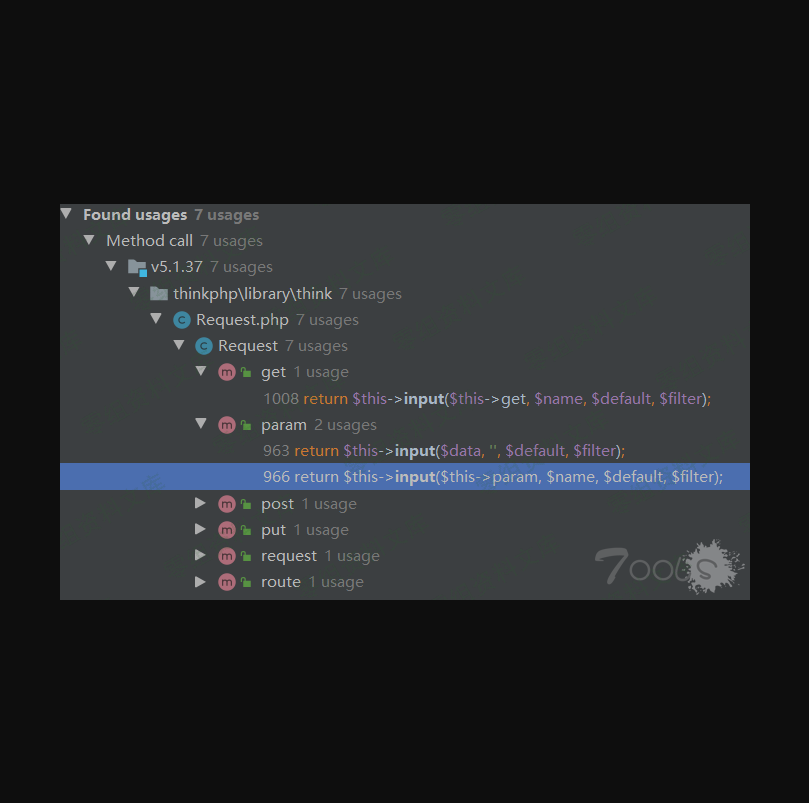 Found usages 7 usages
Method call 7 usages
v5.1.37 7 usages
thinkphp\library\think 7 usages
C Request.php 7 usages
C Request 7 usages
m get 1 usage
1008 return $this->input($this->get, $name, $default, $filter);
m param 2 usages
963 return $this->input($data, '', $default, $filter);
966 return $this->input($this->param, $name, $default, $filter);
m post 1 usage
m put 1 usage
m request 1 usage
m route 1 usage
TOOLS